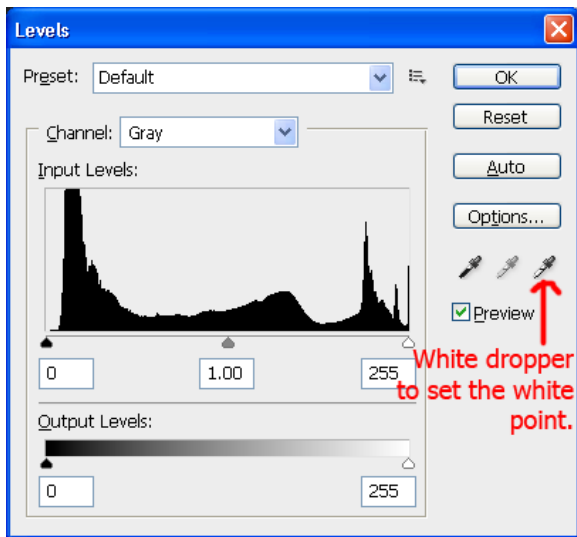 Levels
Preset: Default
OK
Reset
Channel: Gray
Auto
Input Levels:
Options...
Preview
0 1.00 255
White dropper
to set the white
point.
Output Levels:
0 255